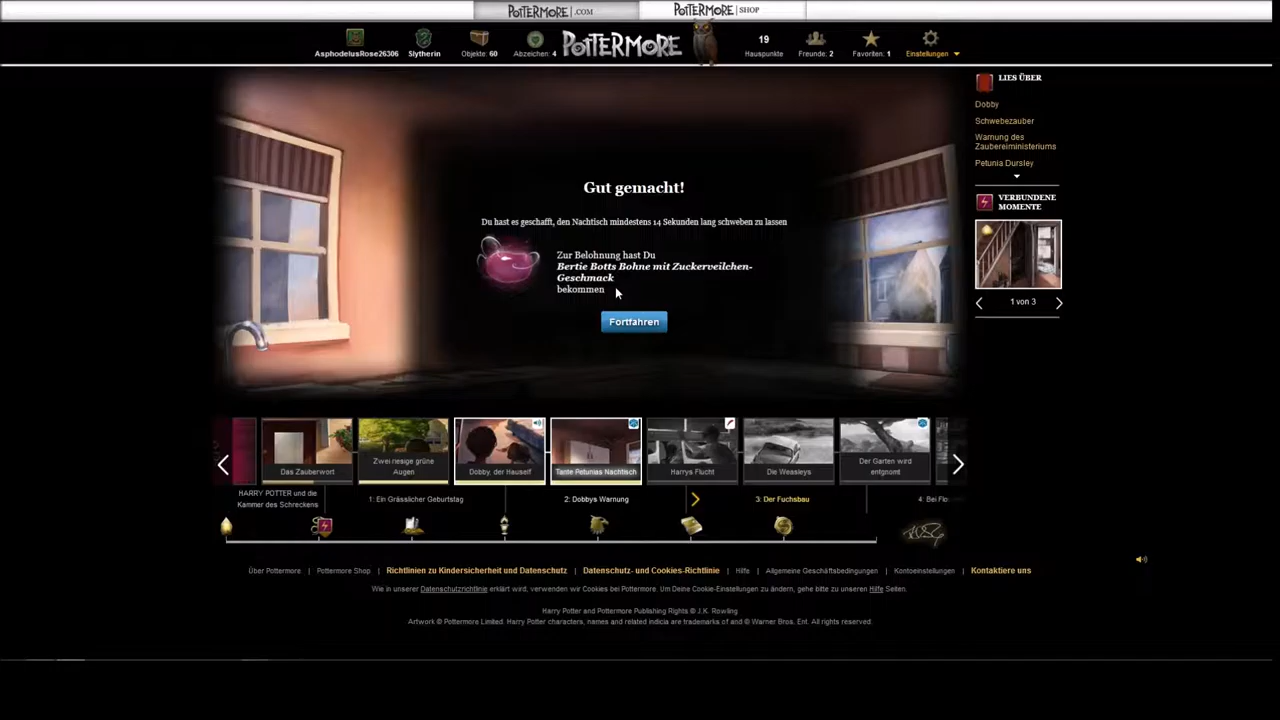 POTTERMORE .COM
POTTERMORE SHOP
AsphodelusRose26306
Slytherin
Objekte: 60
Abzeichen: 4
POTTERMORE
19
Hauspunkte
Freunde: 2
Favoriten: 1
Einstellungen
LIES ÜBER
Dobby
Schwebezauber
Warnung des
Zaubereiministeriums
Petunia Dursley
VERBUNDENE
MOMENTE
1 von 3
Gut gemacht!
Du hast es geschafft, den Nachtisch mindestens 14 Sekunden lang schweben zu lassen
Zur Belohnung hast Du
Bertie Botts Bohne mit Zuckerveilchen-
Geschmack
bekommen
Fortfahren
Das Zauberwort
Zwei riesige grüne
Augen
Dobby, der Hauself
Tante Petunias Nachtisch
Harrys Flucht
Die Weasleys
Der Garten wird
entgnomt
HARRY POTTER und die
Kammer des Schreckens
1: Ein Grässlicher Geburtstag
2: Dobbys Warnung
3: Der Fuchsbau
4: Bei Flo
Über Pottermore | Pottermore Shop | Richtlinien zu Kindersicherheit und Datenschutz | Datenschutz- und Cookies-Richtlinie | Hilfe | Allgemeine Geschäftsbedingungen | Kontoeinstellungen | Kontaktiere uns
Wie in unserer Datenschutzrichtlinie erklärt wird, verwenden wir Cookies bei Pottermore. Um Deine Cookie-Einstellungen zu ändern, gehe bitte zu unseren Hilfe Seiten.
Harry Potter and Pottermore Publishing Rights © J.K. Rowling
Artwork © Pottermore Limited. Harry Potter characters, names and related indicia are trademarks of and © Warner Bros. Ent. All rights reserved.